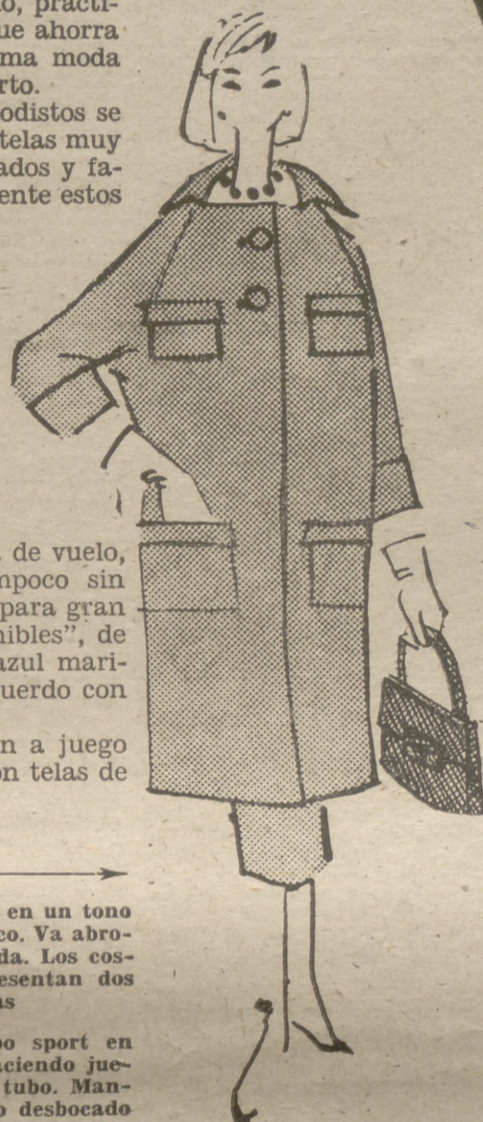 o, practi-
ue ahorra
ma moda
rto.
odistos se
telas muy
ados y fa-
ente estos
de vuelo,
mpoco sin
para gran
nibles”, de
azul mari-
uerdo con
n a juego
on telas de
en un tono
co. Va abro-
da. Los cos-
esentan dos
as
po sport en
aciendo jue-
tubo. Man-
o desbocado